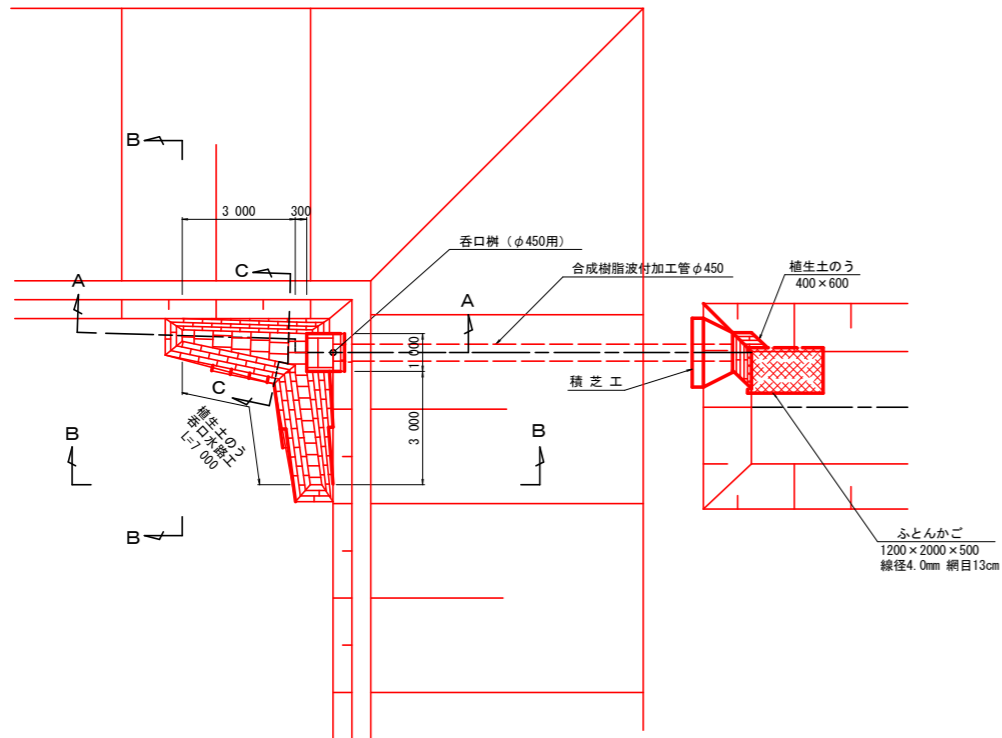 B
3 000
300
C
呑口桝（φ450用）
合成樹脂波付加工管φ450
植生土のう
400×600
A
A
1 000
積 芝 工
C
植生土のう
呑口水路工
L=7 000
3 000
B
B
B
ふとんかご
1200×2000×500
線径4.0mm 網目13cm